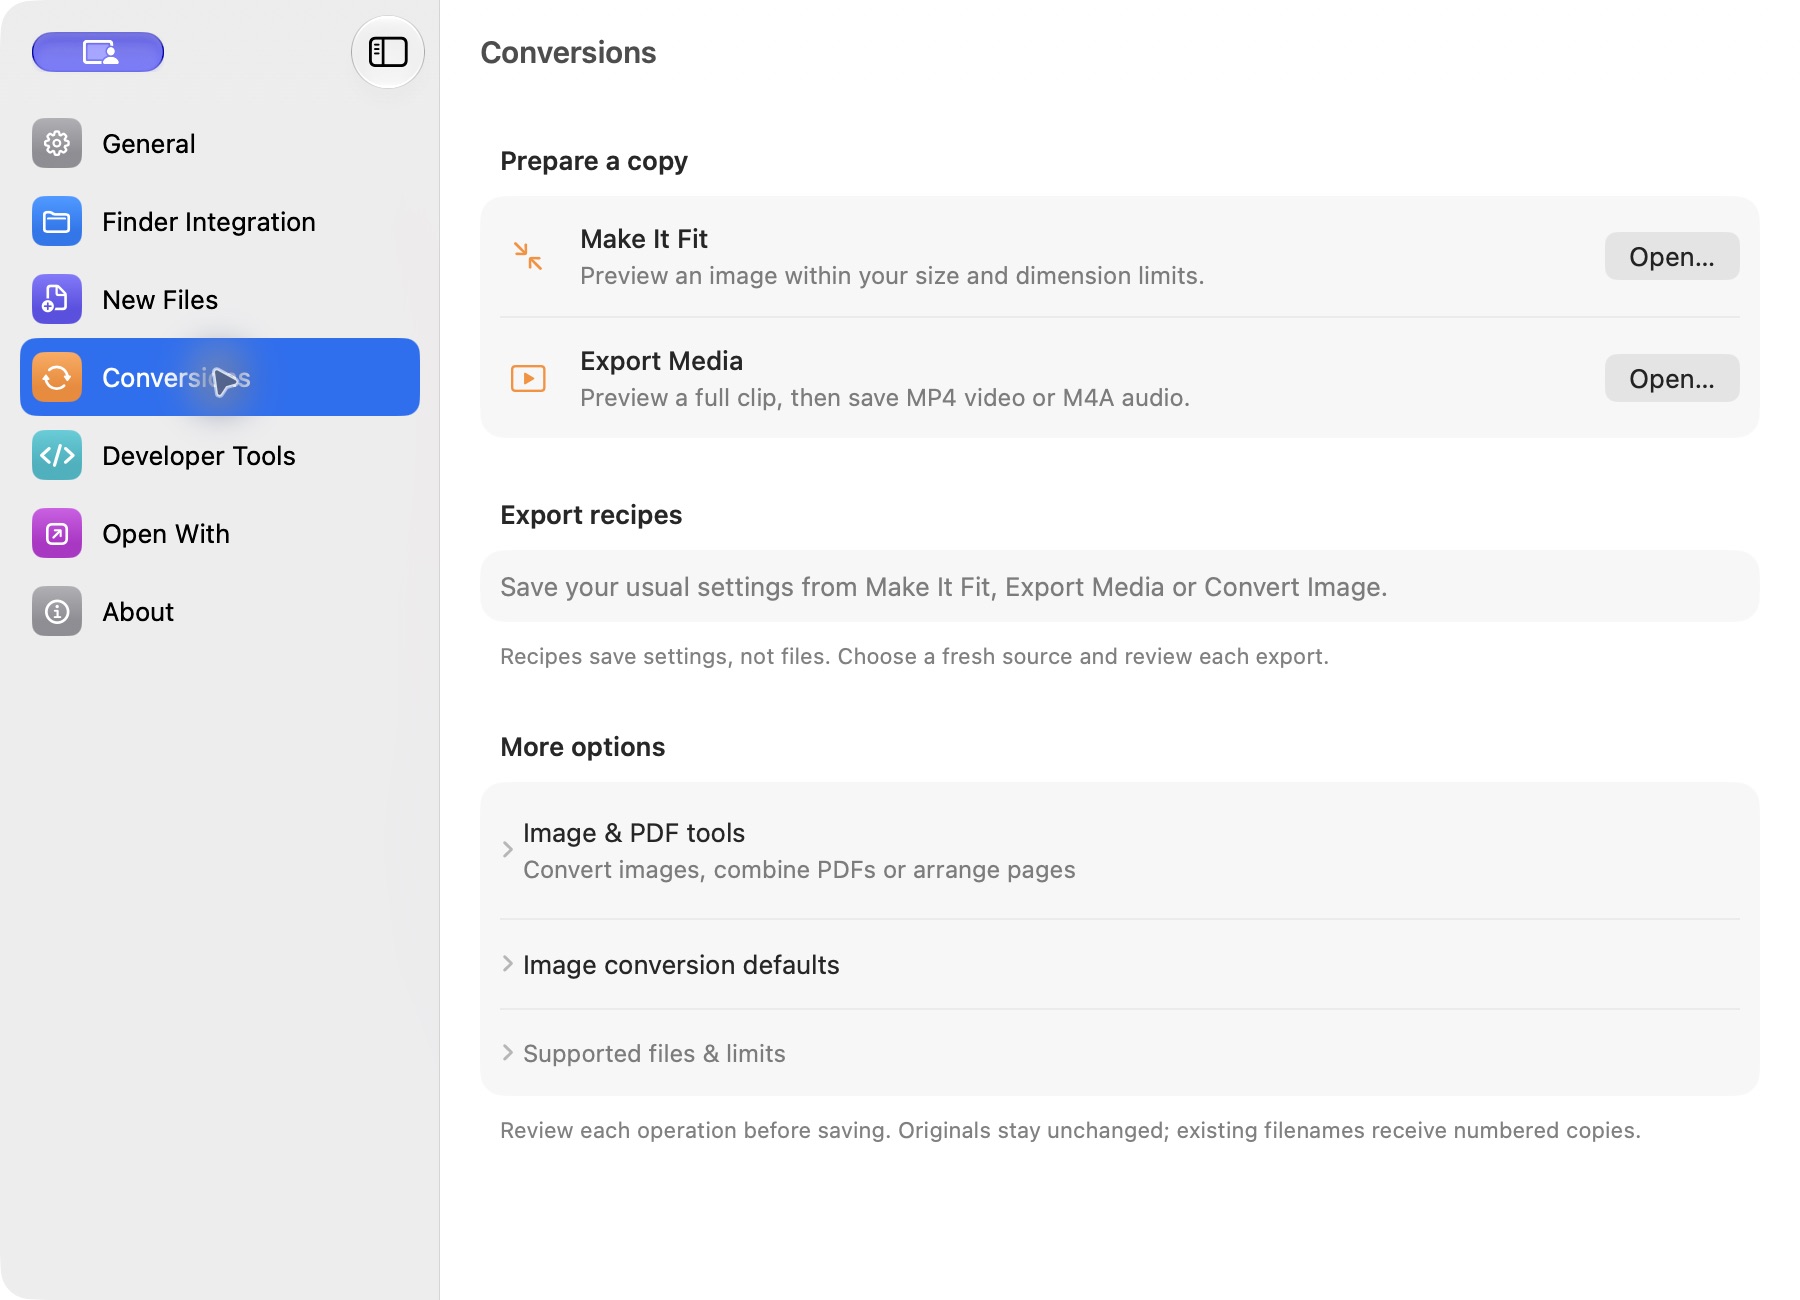 General
Finder Integration
New Files
Conversions
Developer Tools
Open With
About
Conversions
Prepare a copy
Make It Fit
Preview an image within your size and dimension limits.
Open...
Export Media
Preview a full clip, then save MP4 video or M4A audio.
Open...
Export recipes
Save your usual settings from Make It Fit, Export Media or Convert Image.
Recipes save settings, not files. Choose a fresh source and review each export.
More options
Image & PDF tools
Convert images, combine PDFs or arrange pages
Image conversion defaults
Supported files & limits
Review each operation before saving. Originals stay unchanged; existing filenames receive numbered copies.